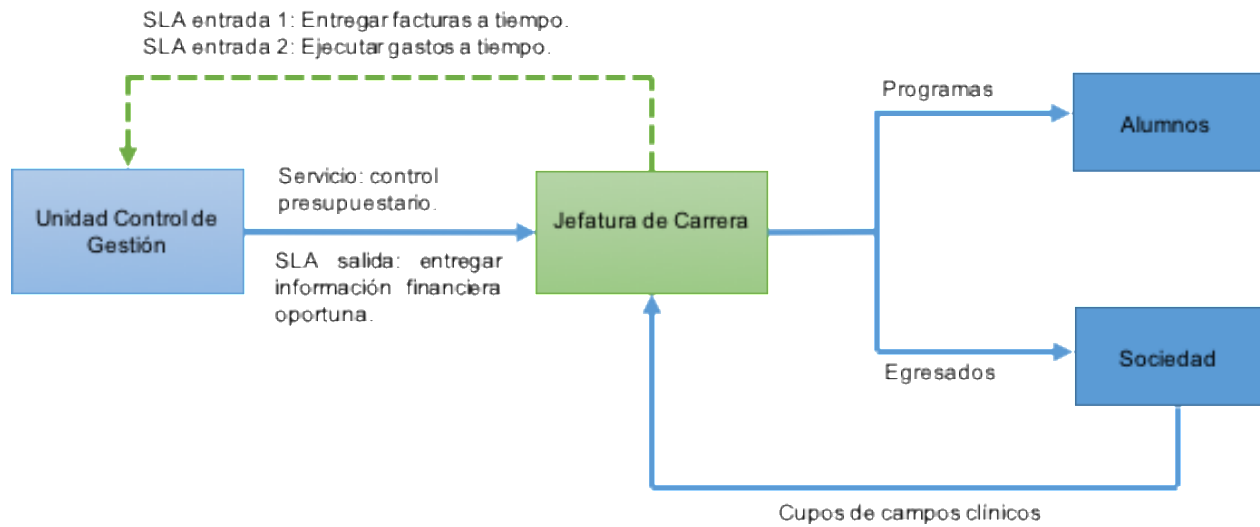 SLA entrada 1: Entregar facturas a tiempo.
SLA entrada 2: Ejecutar gastos a tiempo.
Programas
Alumnos
Servicio: control
presupuestario.
Unidad Control de
Gestión
Jefatura de Carrera
SLA salida: entregar
información financiera
oportuna.
Sociedad
Egresados
Cupos de campos clínicos